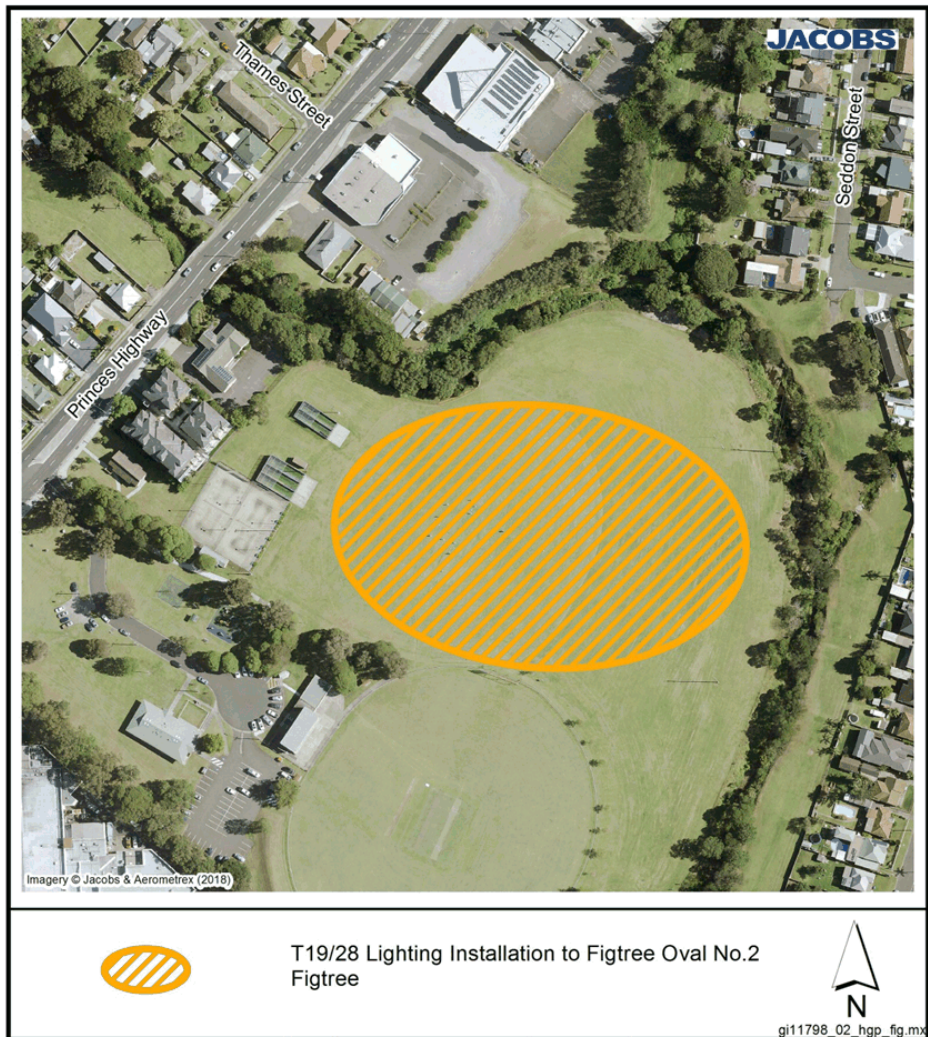 JACOBS
Thames Street
Seddon Street
Princes Highway
Imagery © Jacobs & Aerometrex (2018)
T19/28 Lighting Installation to Figtree Oval No.2
Figtree
N
gi11798_02_hgp_fig.mx